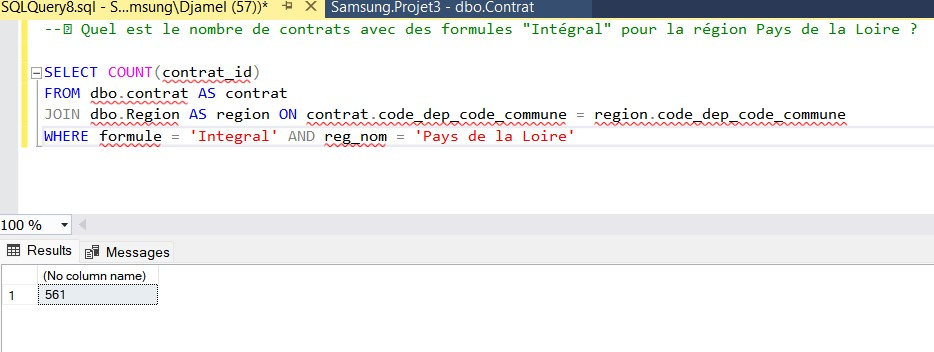 SQLQuery8.sql - S...msung\Djamel (57))* Samsung.Projet3 - dbo.Contrat
-- Quel est le nombre de contrats avec des formules "Intégral" pour la région Pays de la Loire ?
SELECT COUNT(contrat_id)
FROM dbo.contrat AS contrat
JOIN dbo.Region AS region ON contrat.code_dep_code_commune = region.code_dep_code_commune
WHERE formule = 'Integral' AND reg_nom = 'Pays de la Loire'
100 %
Results Messages
(No column name)
1 561